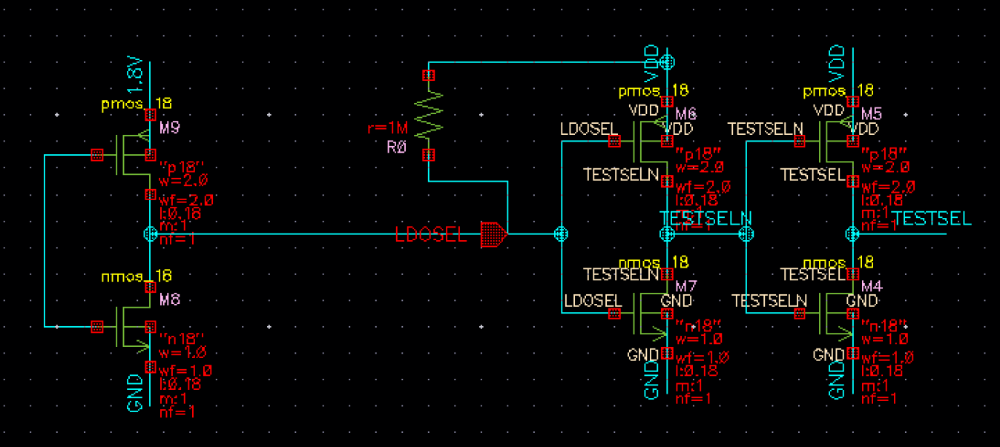 1.8V
pmos_18
M9
"p18"
w=2.0
wf=2.0
l:0.18
m:1
nf=1
nmos_18
M8
"n18"
w=1.0
wf=1.0
l:0.18
m:1
nf=1
GND
r=1M
R0
LDOSEL
VDD
pmos_18
VDD
M6
LDOSEL
VDD
"p18"
w=2.0
TESTSELN
wf=2.0
l:0.18
m:1
nf=1
TESTSELN
nmos_18
TESTSELN
M7
LDOSEL
GND
"n18"
w=1.0
GND
wf=1.0
l:0.18
m:1
nf=1
GND
VDD
pmos_18
VDD
M5
TESTSELN
VDD
"p18"
w=2.0
TESTSEL
wf=2.0
l:0.18
m:1
nf=1
TESTSEL
nmos_18
TESTSEL
M4
TESTSELN
GND
"n18"
w=1.0
GND
wf=1.0
l:0.18
m:1
nf=1
GND